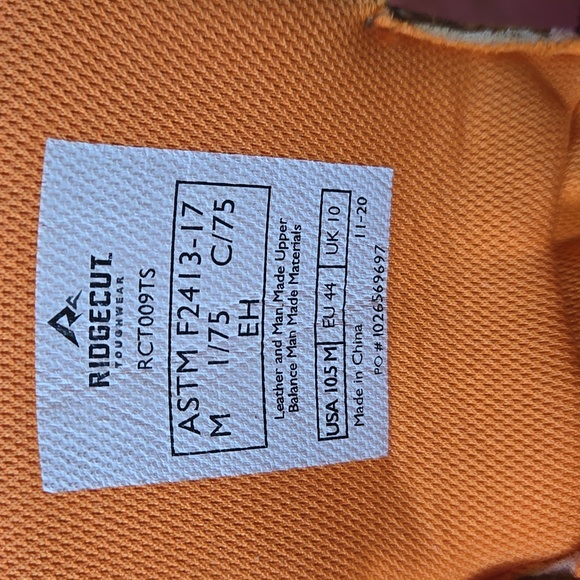 RIDGECUT
TOUGHWEAR
RCT009TS
ASTM F2413-17
M I/75 C/75
EH
Leather and Man Made Upper
Balance Man Made Materials
USA 10.5 M EU 44 UK 10
Made in China 11-20
PO # 1026569697